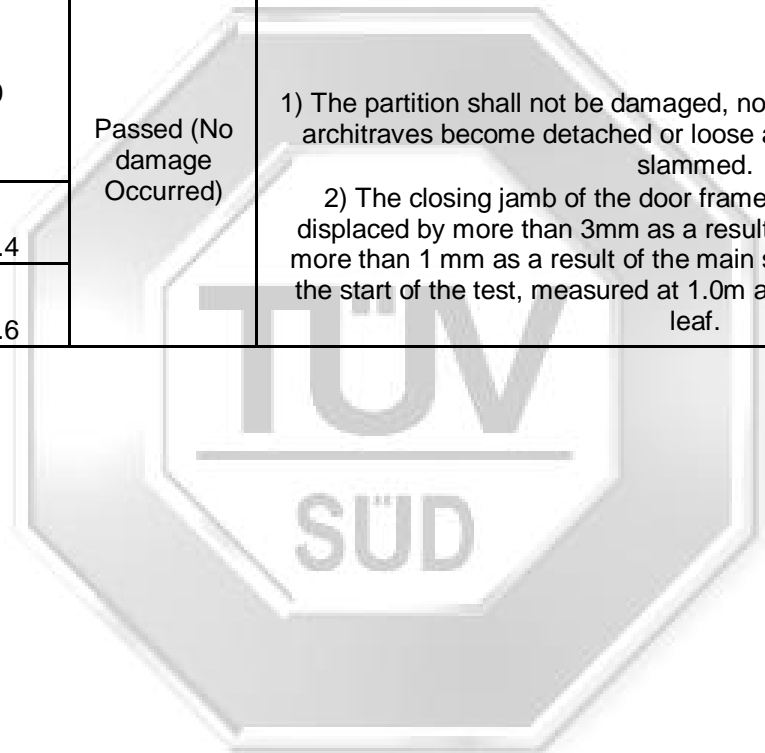 Passed (No
damage
Occurred)
1) The partition shall not be damaged, no
architraves become detached or loose
slammed.
2) The closing jamb of the door frame
displaced by more than 3mm as a result
more than 1 mm as a result of the main
the start of the test, measured at 1.0m a
leaf.
.4
.6
TÜV
SÜD